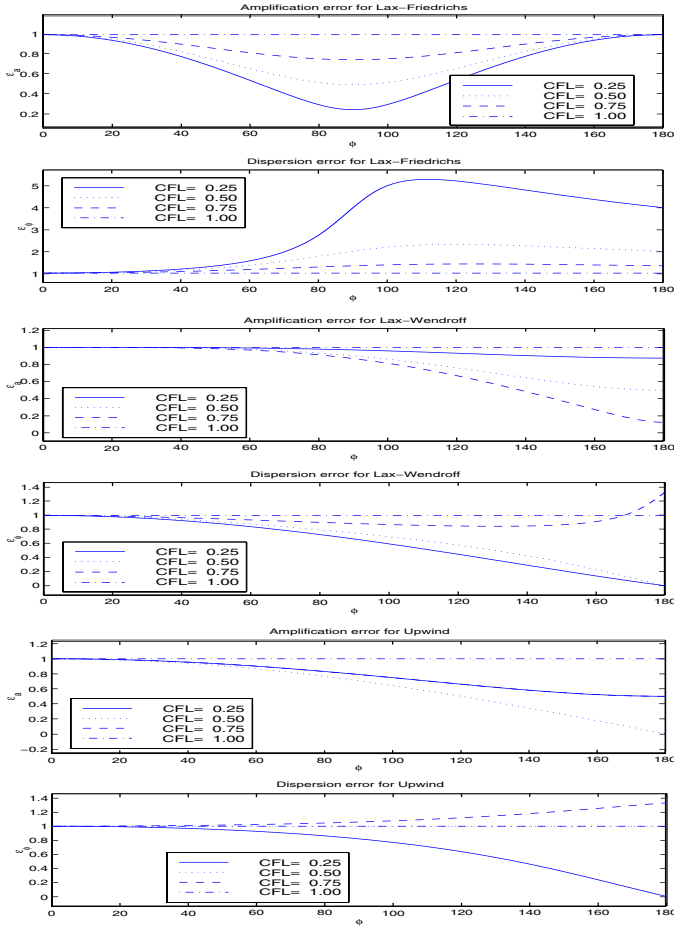 Amplification error for Lax−Friedrichs
1
0.8
0.6
0.4
0.2
εa
CFL= 0.25
CFL= 0.50
CFL= 0.75
CFL= 1.00
0 20 40 60 80 100 120 140 160 180
φ
Dispersion error for Lax−Friedrichs
5
4
3
2
1
εφ
CFL= 0.25
CFL= 0.50
CFL= 0.75
CFL= 1.00
0 20 40 60 80 100 120 140 160 180
φ
Amplification error for Lax−Wendroff
1.2
1
0.8
0.6
0.4
0.2
0
εa
CFL= 0.25
CFL= 0.50
CFL= 0.75
CFL= 1.00
0 20 40 60 80 100 120 140 160 180
φ
Dispersion error for Lax−Wendroff
1.4
1.2
1
0.8
0.6
0.4
0.2
0
εφ
CFL= 0.25
CFL= 0.50
CFL= 0.75
CFL= 1.00
0 20 40 60 80 100 120 140 160 180
φ
Amplification error for Upwind
1.2
1
0.8
0.6
0.4
0.2
0
−0.2
εa
CFL= 0.25
CFL= 0.50
CFL= 0.75
CFL= 1.00
0 20 40 60 80 100 120 140 160 180
φ
Dispersion error for Upwind
1.4
1.2
1
0.8
0.6
0.4
0.2
0
εφ
CFL= 0.25
CFL= 0.50
CFL= 0.75
CFL= 1.00
0 20 40 60 80 100 120 140 160 180
φ